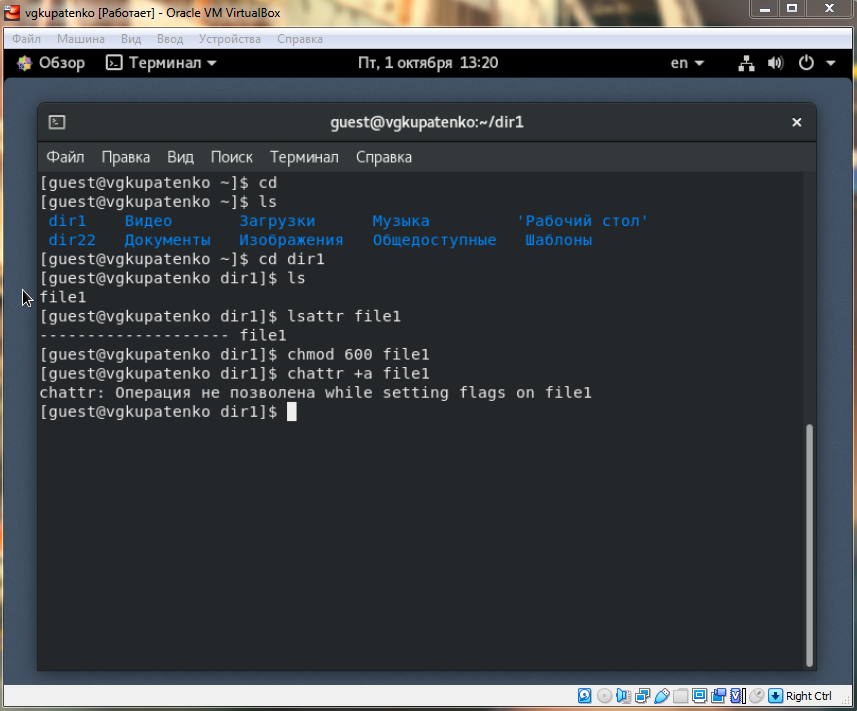 vgkupatenko [Работает] - Oracle VM VirtualBox
Файл Машина Вид Ввод Устройства Справка
Обзор Терминал Пт, 1 октября 13:20 en
guest@vgkupatenko:~/dir1
Файл Правка Вид Поиск Терминал Справка
[guest@vgkupatenko ~]$ cd
[guest@vgkupatenko ~]$ ls
dir1 Видео Загрузки Музыка 'Рабочий стол'
dir22 Документы Изображения Общедоступные Шаблоны
[guest@vgkupatenko ~]$ cd dir1
[guest@vgkupatenko dir1]$ ls
file1
[guest@vgkupatenko dir1]$ lsattr file1
-------------------- file1
[guest@vgkupatenko dir1]$ chmod 600 file1
[guest@vgkupatenko dir1]$ chattr +a file1
chattr: Операция не позволена while setting flags on file1
[guest@vgkupatenko dir1]$
Right Ctrl